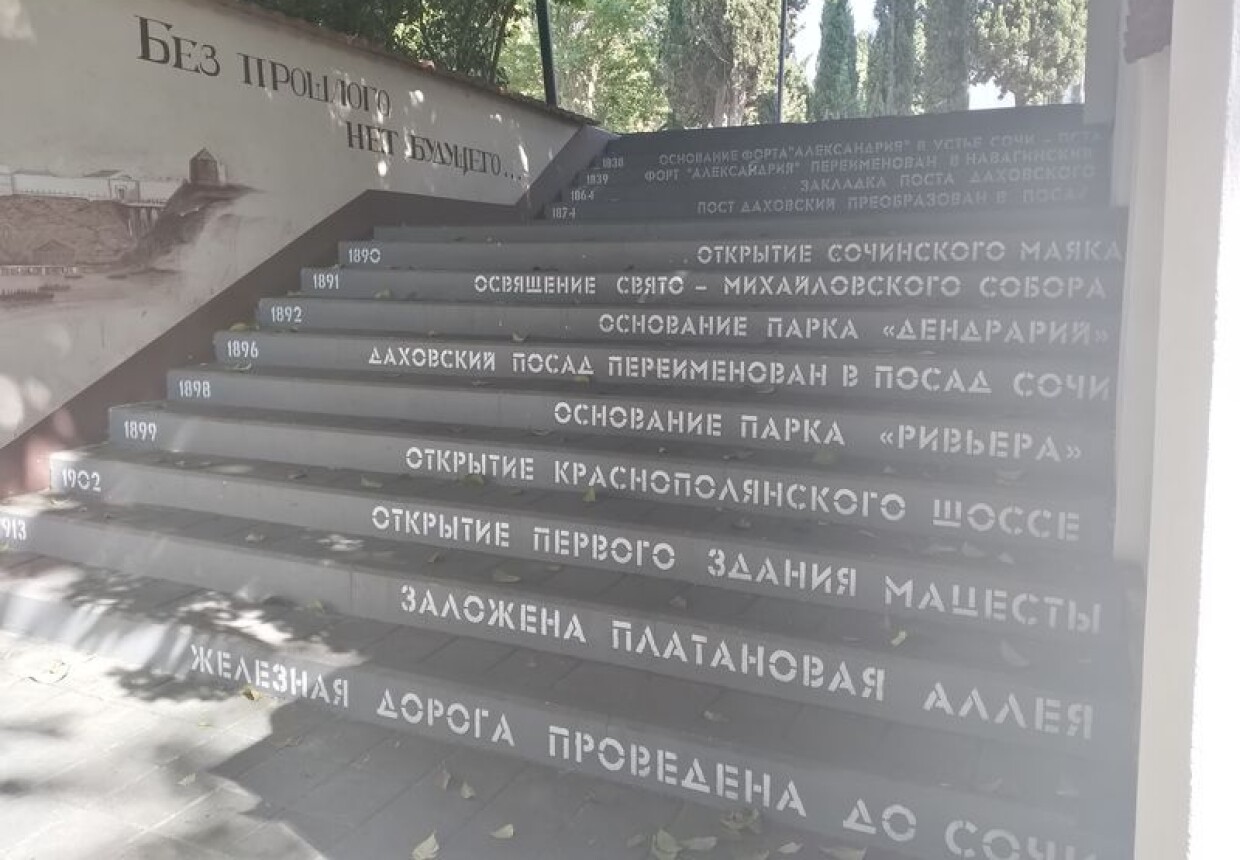 Без прошлого
нет будущего...
1838 ОСНОВАНИЕ ФОРТА "АЛЕКСАНДРИЯ" В УСТЬЕ СОЧИ -
1839 ФОРТ "АЛЕКСАНДРИЯ" ПЕРЕИМЕНОВАН В НАВАГИНСКИЙ
1864 ЗАКЛАДКА ПОСТА ДАХОВСКОГО
1874 ПОСТ ДАХОВСКИЙ ПРЕОБРАЗОВАН В ПОСАД
1890 ОТКРЫТИЕ СОЧИНСКОГО МАЯКА
1891 ОСВЯЩЕНИЕ СВЯТО – МИХАЙЛОВСКОГО СОБОРА
1892 ОСНОВАНИЕ ПАРКА «ДЕНДРАРИЙ»
1896 ДАХОВСКИЙ ПОСАД ПЕРЕИМЕНОВАН В ПОСАД СОЧИ
1898 ОСНОВАНИЕ ПАРКА «РИВЬЕРА»
1899 ОТКРЫТИЕ КРАСНОПОЛЯНСКОГО ШОССЕ
1902 ОТКРЫТИЕ ПЕРВОГО ЗДАНИЯ МАЦЕСТЫ
913 ЗАЛОЖЕНА ПЛАТАНОВАЯ АЛЛЕЯ
ЖЕЛЕЗНАЯ ДОРОГА ПРОВЕДЕНА ДО СОЧИ